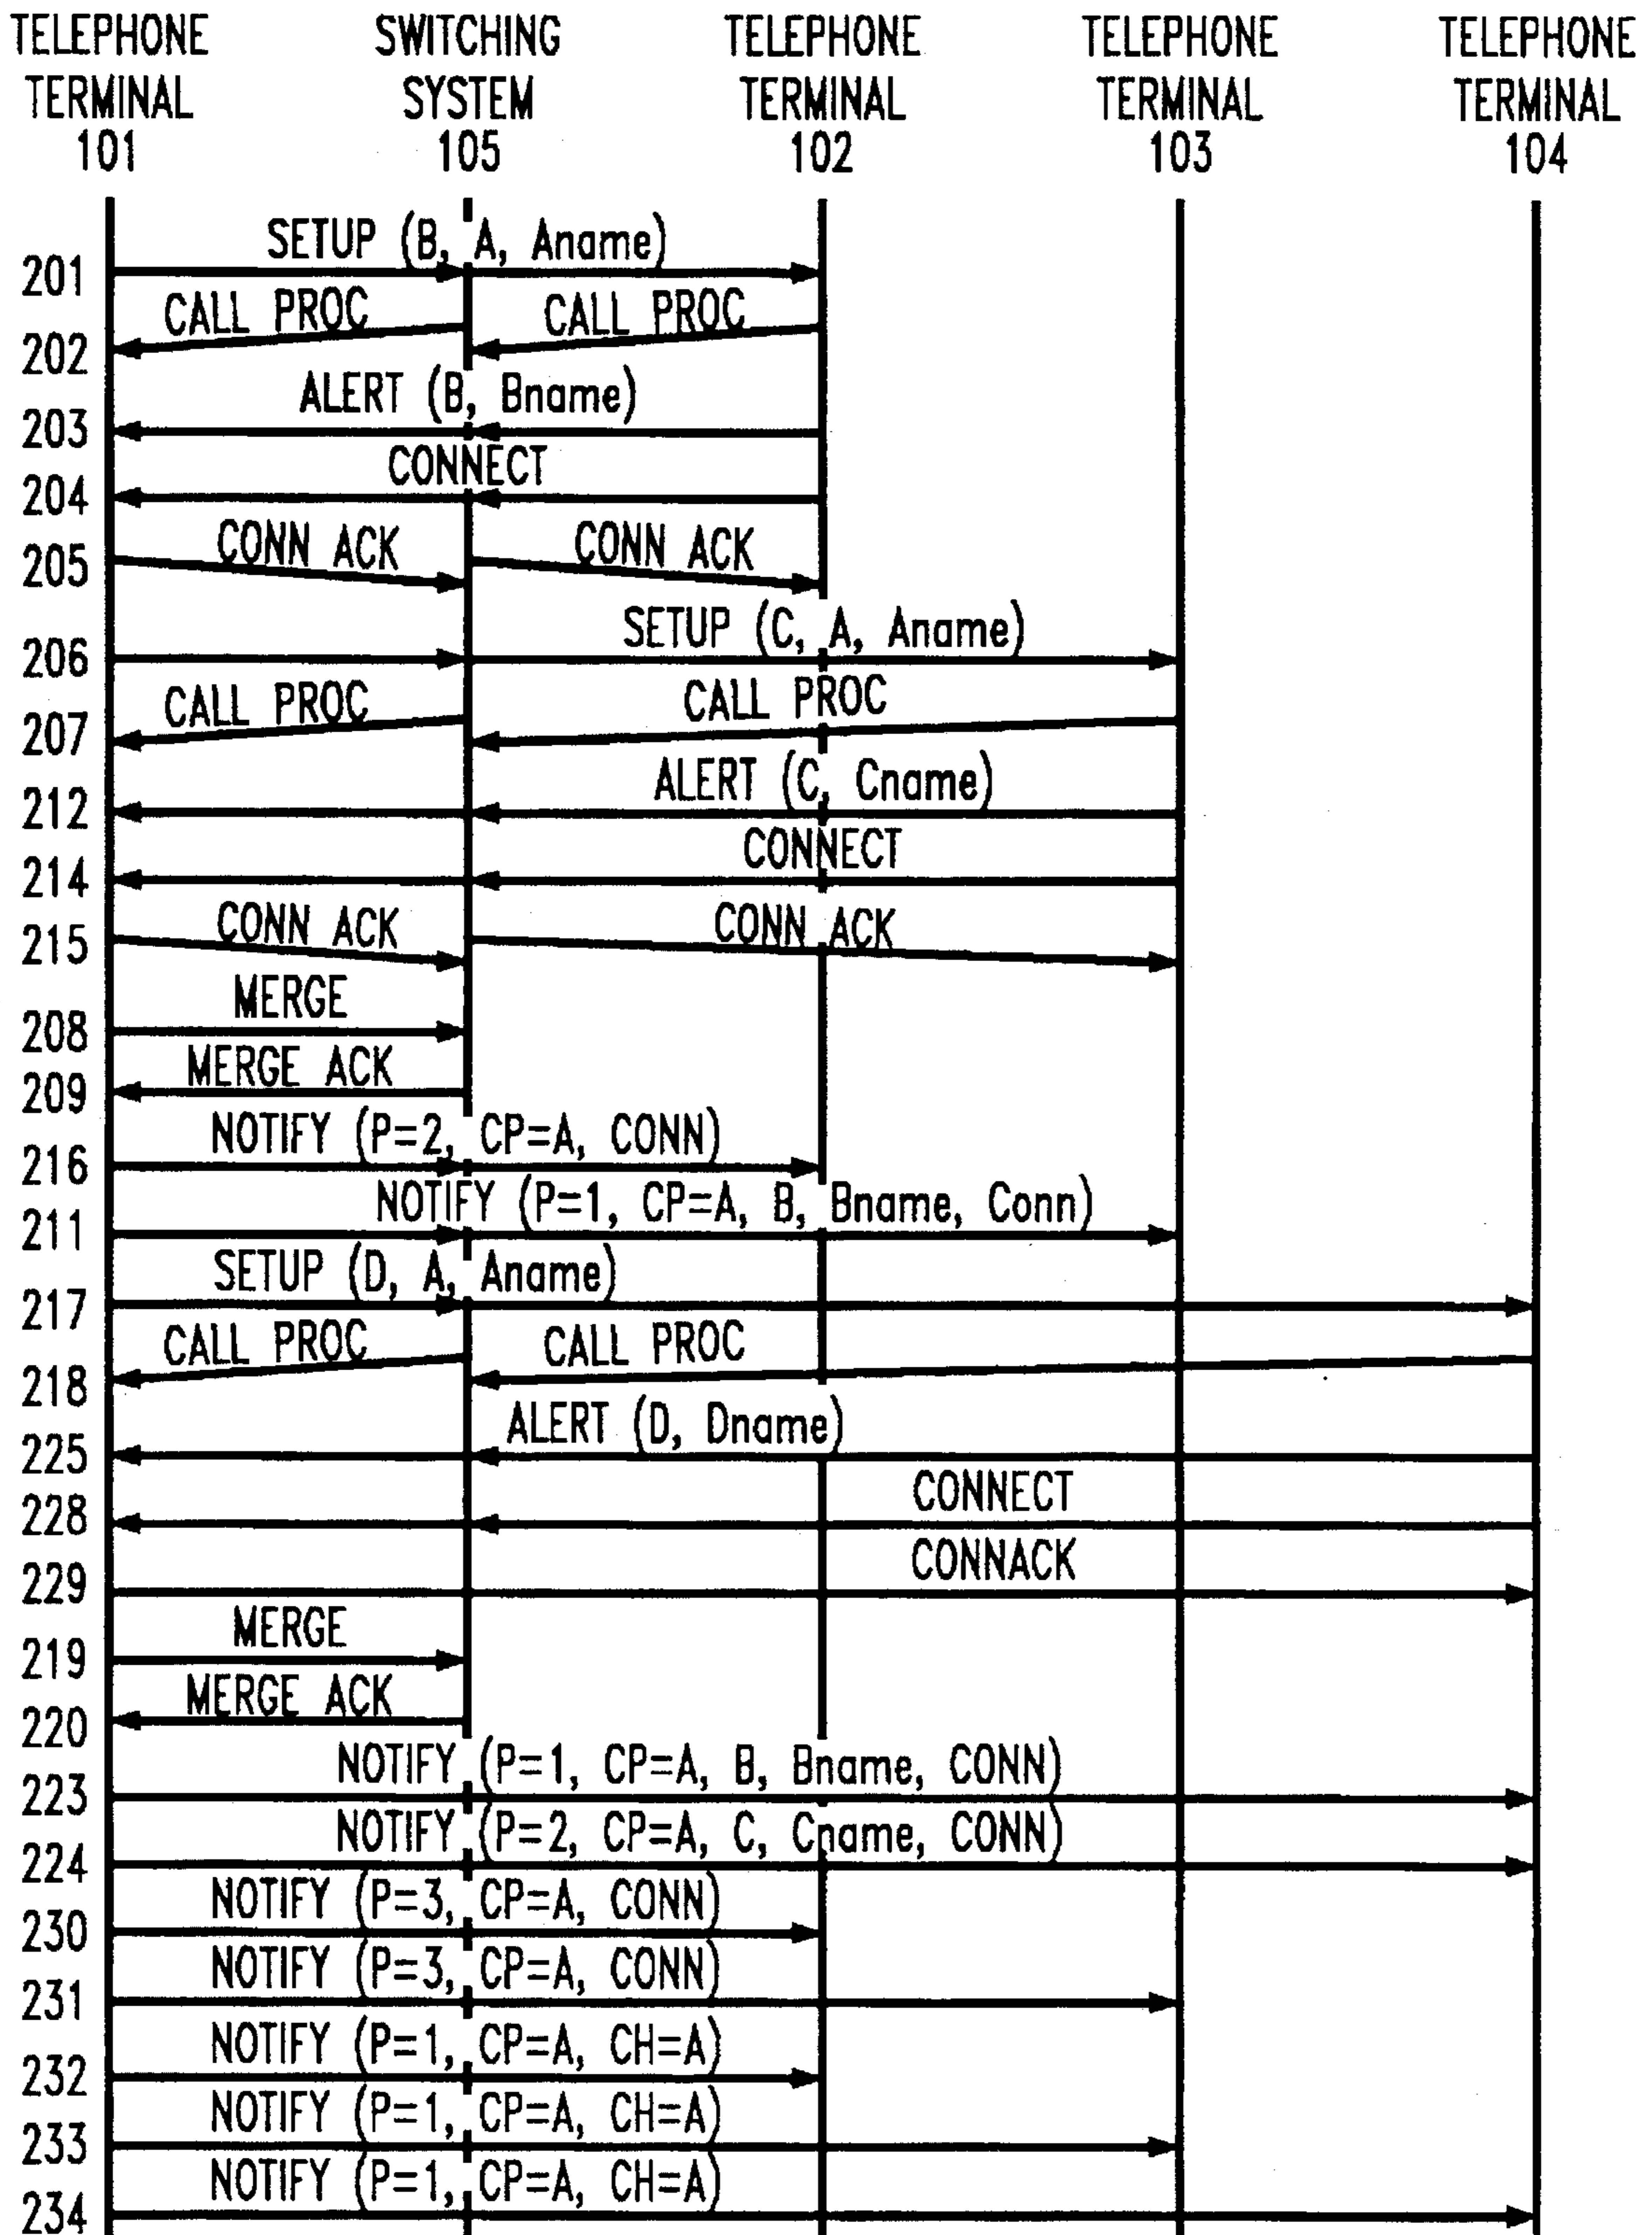 TELEPHONE TERMINAL 101
SWITCHING SYSTEM 105
TELEPHONE TERMINAL 102
TELEPHONE TERMINAL 103
TELEPHONE TERMINAL 104
SETUP (B, A, Aname)
201
CALL PROC CALL PROC
202
ALERT (B, Bname)
203
CONNECT
204
CONN ACK CONN ACK
205
SETUP (C, A, Aname)
206
CALL PROC CALL PROC
207
ALERT (C, Cname)
212
CONNECT
214
CONN ACK CONN ACK
215
MERGE
208
MERGE ACK
209
NOTIFY (P=2, CP=A, CONN)
216
NOTIFY (P=1, CP=A, B, Bname, Conn)
211
SETUP (D, A, Aname)
217
CALL PROC CALL PROC
218
ALERT (D, Dname)
225
CONNECT
228
CONNACK
229
MERGE
219
MERGE ACK
220
NOTIFY (P=1, CP=A, B, Bname, CONN)
223
NOTIFY (P=2, CP=A, C, Cname, CONN)
224
NOTIFY (P=3, CP=A, CONN)
230
NOTIFY (P=3, CP=A, CONN)
231
NOTIFY (P=1, CP=A, CH=A)
232
NOTIFY (P=1, CP=A, CH=A)
233
NOTIFY (P=1, CP=A, CH=A)
234